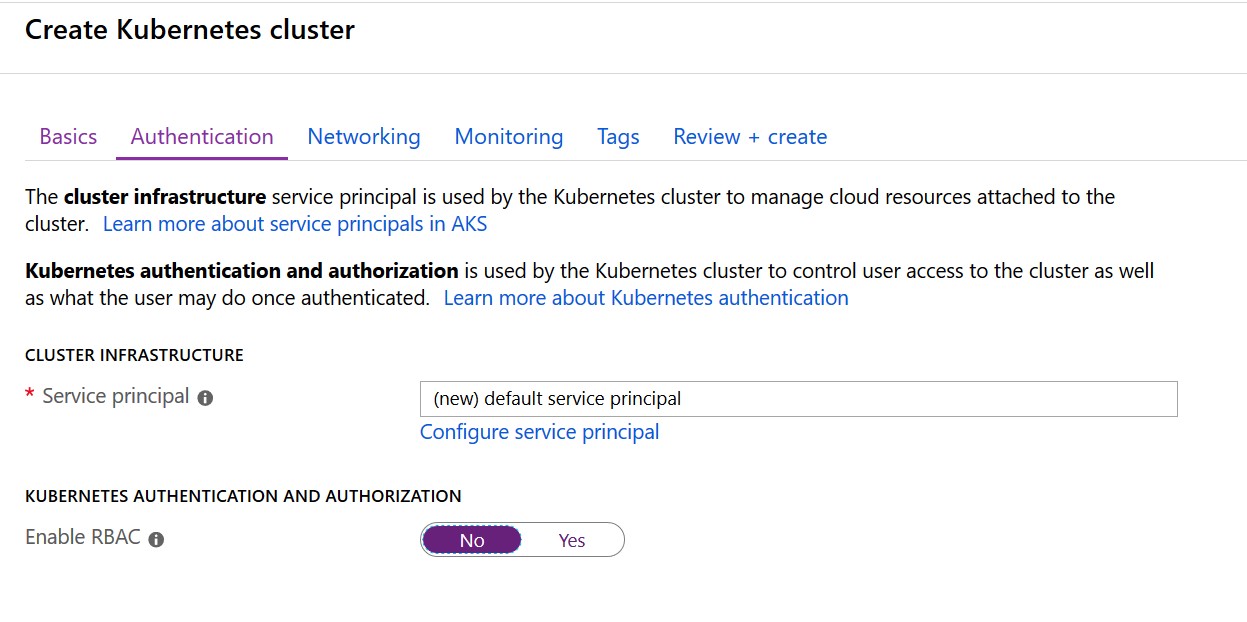 Create Kubernetes cluster
Basics Authentication Networking Monitoring Tags Review + create
The cluster infrastructure service principal is used by the Kubernetes cluster to manage cloud resources attached to the
cluster. Learn more about service principals in AKS
Kubernetes authentication and authorization is used by the Kubernetes cluster to control user access to the cluster as well
as what the user may do once authenticated. Learn more about Kubernetes authentication
CLUSTER INFRASTRUCTURE
* Service principal (new) default service principal
Configure service principal
KUBERNETES AUTHENTICATION AND AUTHORIZATION
Enable RBAC No Yes